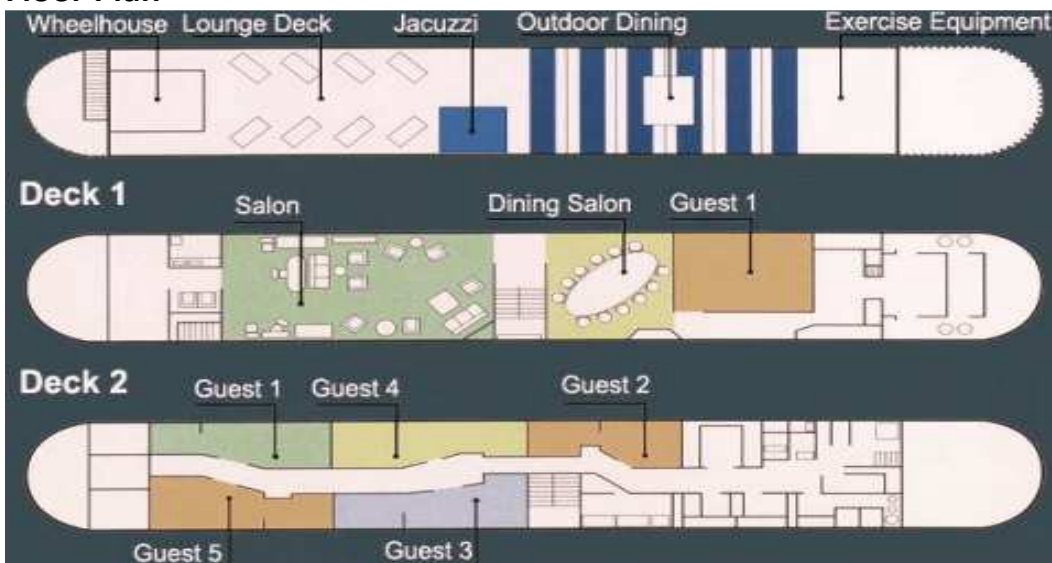 Wheelhouse Lounge Deck Jacuzzi Outdoor Dining Exercise Equipment
Deck 1
Salon Dining Salon Guest 1
Deck 2
Guest 1 Guest 4 Guest 2
Guest 5 Guest 3